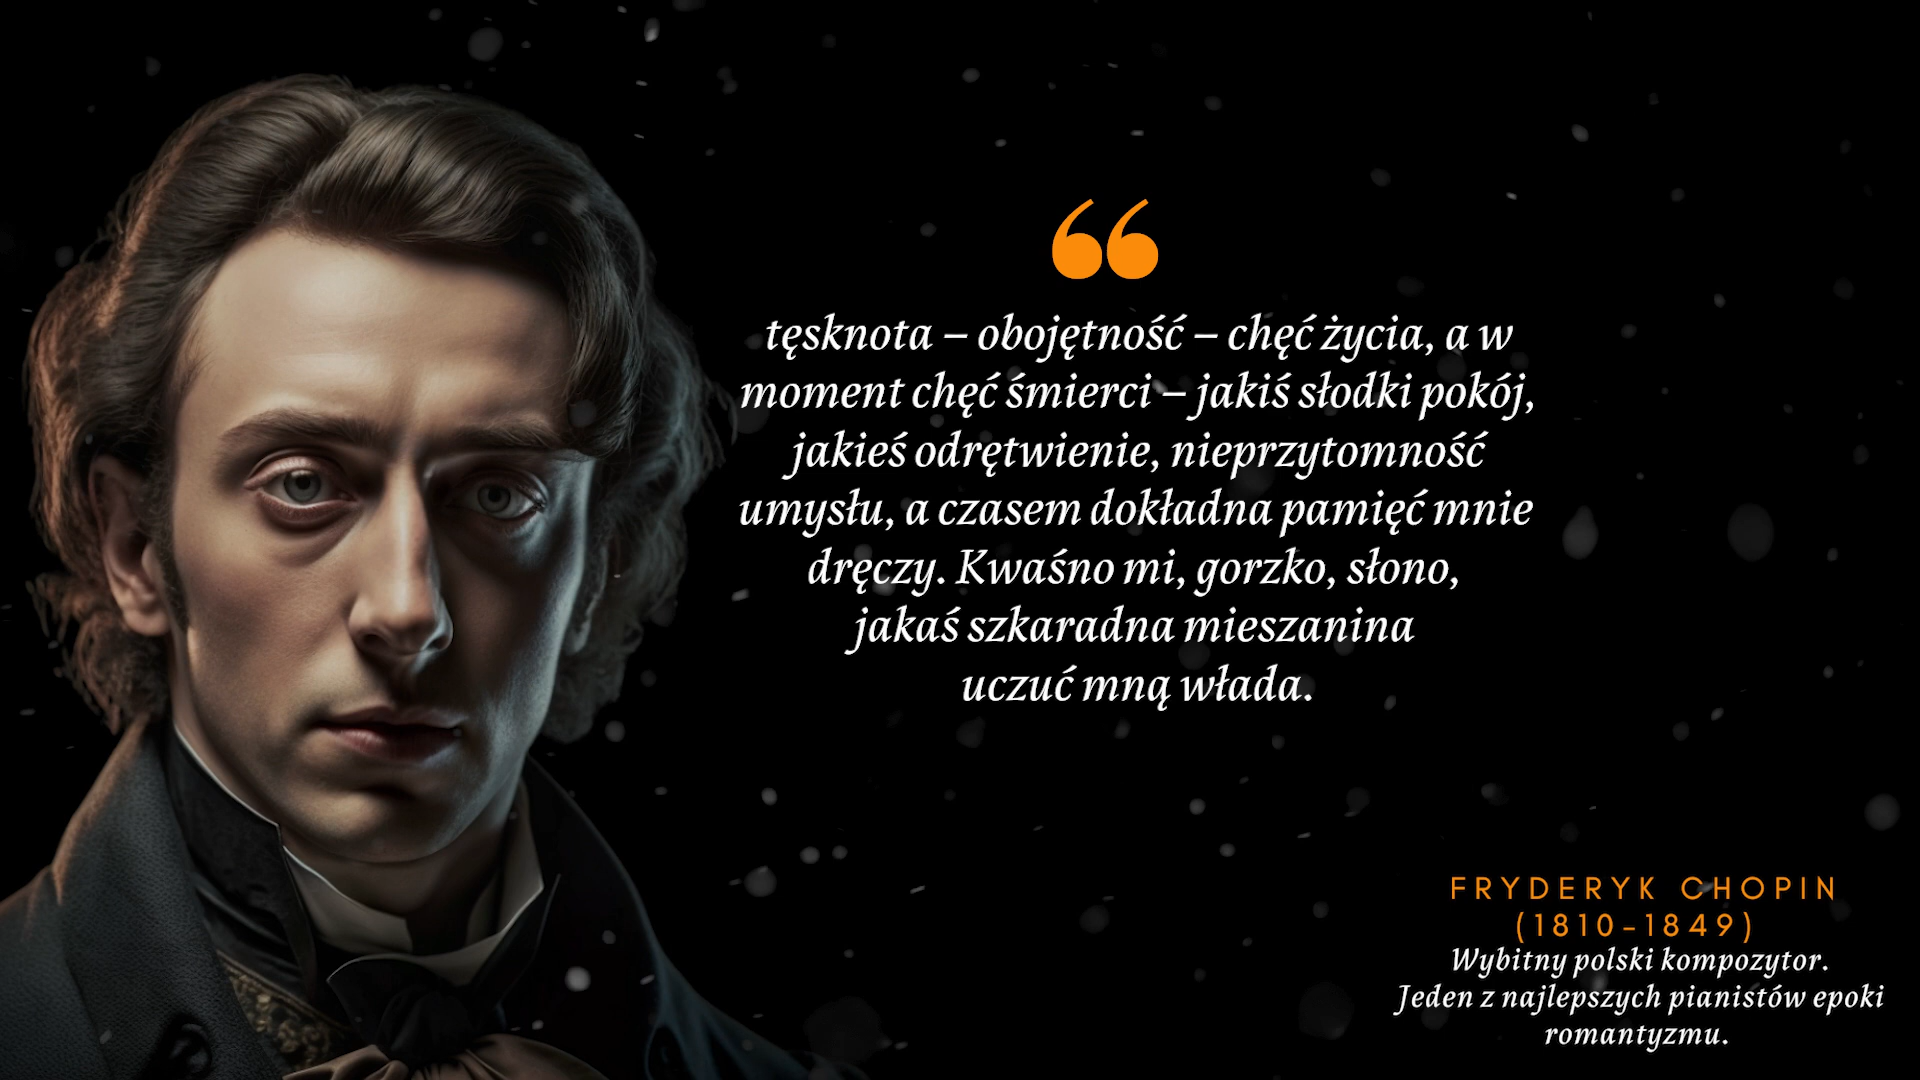 “
tęsknota – obojętność – chęć życia, a w
moment chęć śmierci – jakiś słodki pokój,
jakieś odrętwienie, nieprzytomność
umysłu, a czasem dokładna pamięć mnie
dręczy. Kwaśno mi, gorzko, słono,
jakaś szkaradna mieszanina
uczuć mną włada.
FRYDERYK CHOPIN
(1810-1849)
Wybitny polski kompozytor.
Jeden z najlepszych pianistów epoki
romantyzmu.